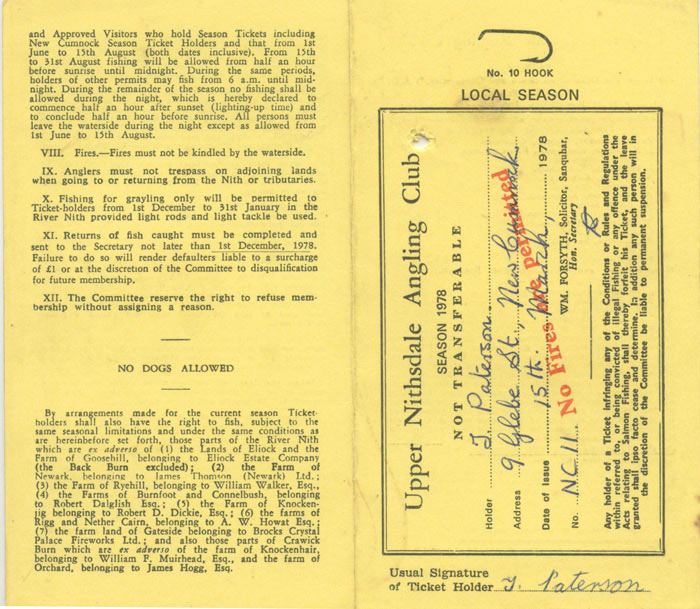 and Approved Visitors who hold Season Tickets including
New Cumnock Season Ticket Holders and that from 1st
June to 15th August (both dates inclusive). From 15th
to 31st August fishing will be allowed from half an hour
before sunrise until midnight. During the same periods,
holders of other permits may fish from 6 a.m. until mid-
night. During the remainder of the season no fishing shall be
allowed during the night, which is hereby declared to
commence half an hour after sunset (lighting-up time) and
to conclude half an hour before sunrise. All persons must
leave the waterside during the night except as allowed from
1st June to 15th August.
VIII. Fires.—Fires must not be kindled by the waterside.
IX. Anglers must not trespass on adjoining lands
when going to or returning from the Nith or tributaries.
X. Fishing for grayling only will be permitted to
Ticket-holders from 1st December to 31st January in the
River Nith provided light rods and light tackle be used.
XI. Returns of fish caught must be completed and
sent to the Secretary not later than 1st December, 1978.
Failure to do so will render defaulters liable to a surcharge
of £1 or at the discretion of the Committee to disqualification
for future membership.
XII. The Committee reserve the right to refuse mem-
bership without assigning a reason.
NO DOGS ALLOWED
By arrangements made for the current season Ticket-
holders shall also have the right to fish, subject to the
same seasonal limitations and under the same conditions as
are hereinbefore set forth, those parts of the River Nith
which are ex adverso of (1) the Lands of Eliock and the
Farm of Goosehill, belonging to Eliock Estate Company
(the Back Burn excluded); (2) the Farm of
Newark, belonging to James Thomson (Newark) Ltd.;
(3) the Farm of Ryehill, belonging to William Walker, Esq.,
(4) the Farms of Burnfoot and Connelbush, belonging
to Robert Dalglish Esq.; (5) the Farm of Knocken-
jig belonging to Robert D. Dickie, Esq.; (6) the farms of
Rigg and Nether Cairn, belonging to A. W. Howat Esq.;
(7) the farm land of Gateside belonging to Brocks Crystal
Palace Fireworks Ltd.; and also those parts of Crawick
Burn which are ex adverso of the farm of Knockenhair,
belonging to William F. Muirhead, Esq., and the farm of
Orchard, belonging to James Hogg, Esq.
No. 10 HOOK
LOCAL SEASON
Upper Nithsdale Angling Club
SEASON 1978
NOT TRANSFERABLE
Holder J. Paterson
Address 9 Glebe St., New Cumnock
Date of Issue 15th March, 1978
No. NC 11
No Fires are permitted
WM. FORSYTH, Solicitor, Sanquhar,
Hon. Secretary
Any holder of a Ticket infringing any of the Conditions or Rules and Regulations
within referred to, or being convicted of illegal Fishing or any offence under the
Acts relating to Salmon Fishing, shall thereby forfeit his Ticket, and the leave
granted shall ipso facto cease and determine. In addition any such person will in
the discretion of the Committee be liable to permanent suspension.
Usual Signature
of Ticket Holder J. Paterson